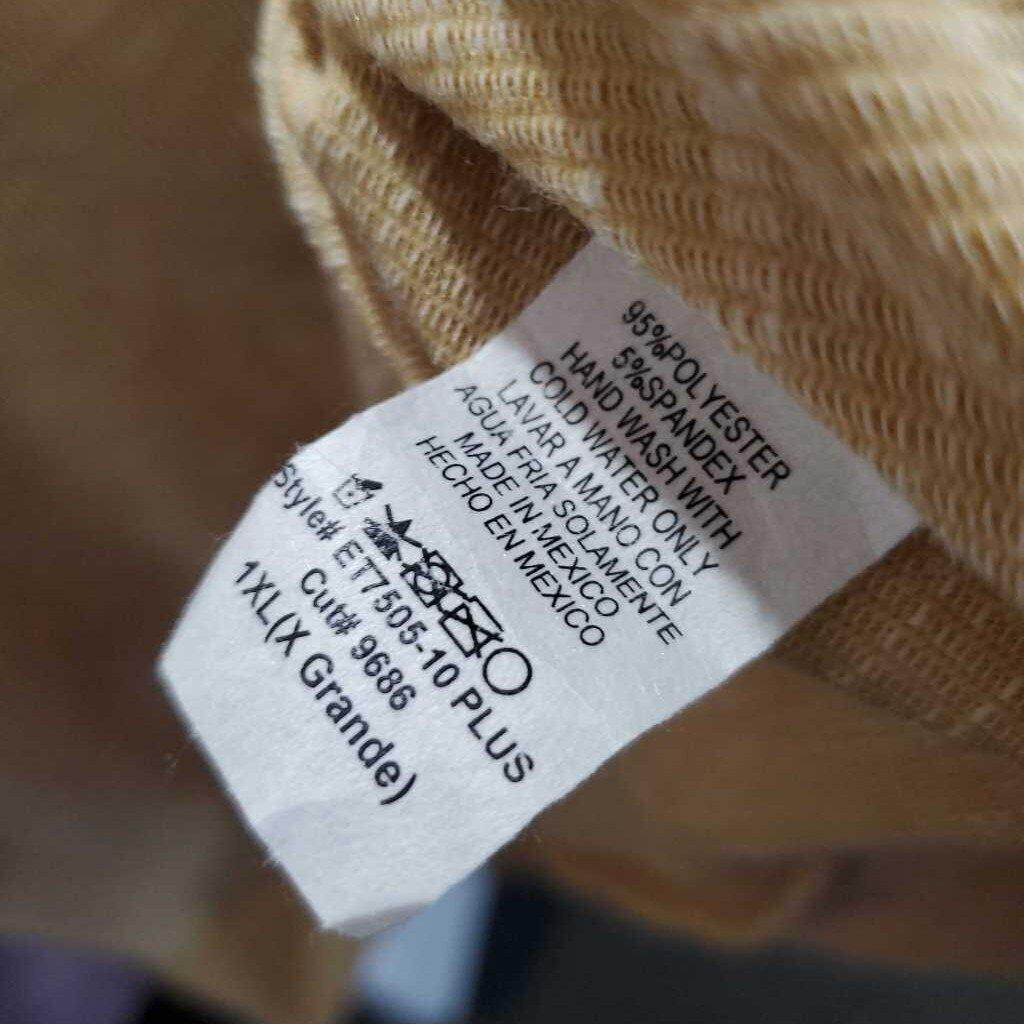 95%POLYESTER
5%SPANDEX
HAND WASH WITH
COLD WATER ONLY
LAVAR A MANO CON
AGUA FRIA SOLAMENTE
MADE IN MEXICO
HECHO EN MEXICO
Style# ET7505-10 PLUS
Cut# 9686
1XL(X Grande)